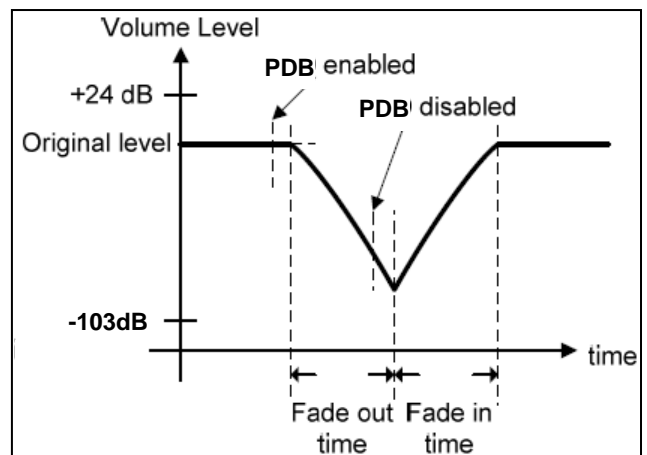 Volume Level
PDB enabled
+24 dB
PDB disabled
Original level
-103dB
time
Fade out Fade in
time time